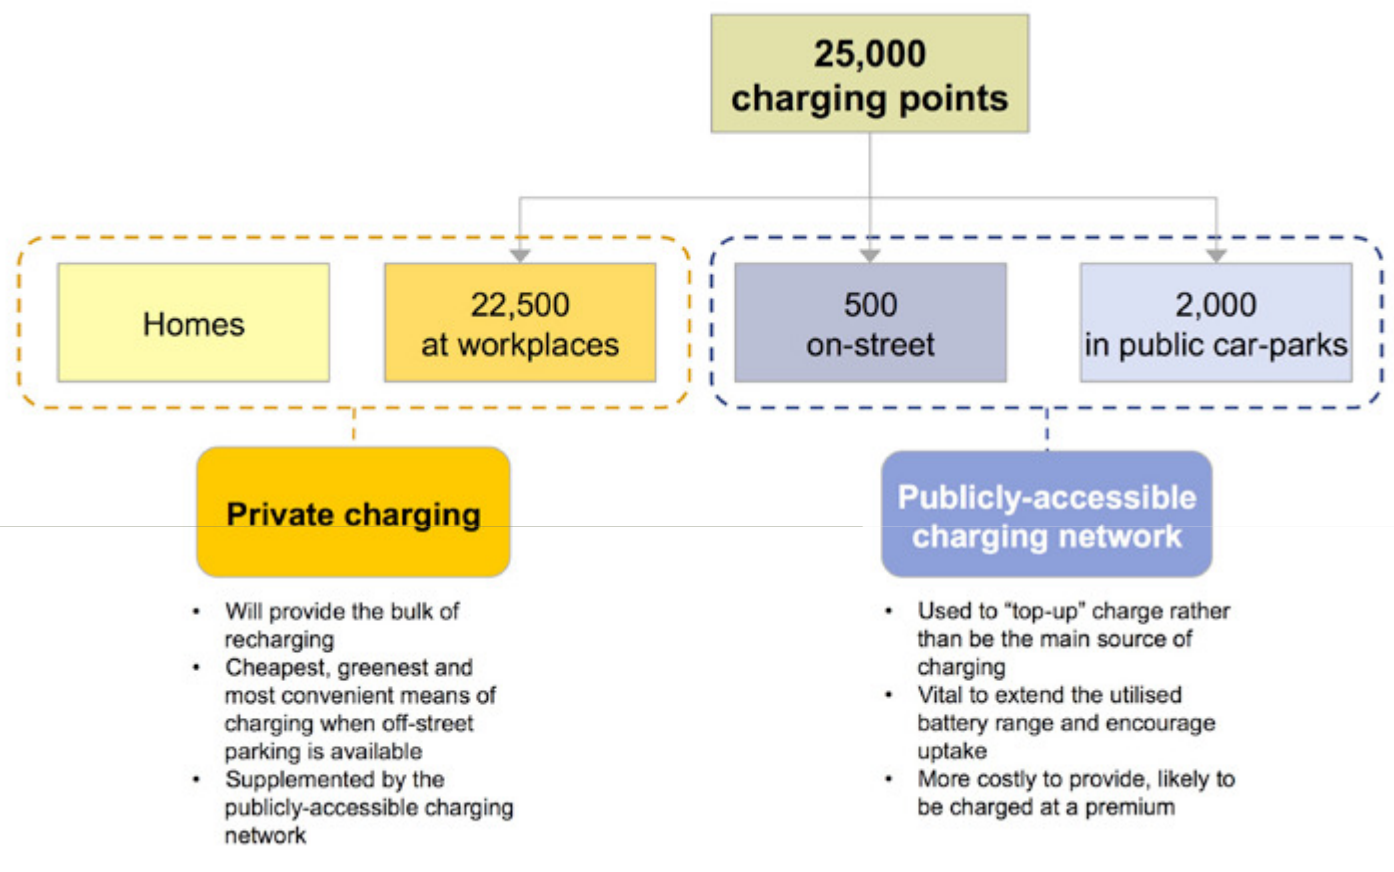 25,000
charging points
Homes
22,500
at workplaces
500
on-street
2,000
in public car-parks
Private charging
Publicly-accessible
charging network
• Will provide the bulk of
recharging
• Cheapest, greenest and
most convenient means of
charging when off-street
parking is available
• Supplemented by the
publicly-accessible charging
network
• Used to “top-up” charge rather
than be the main source of
charging
• Vital to extend the utilised
battery range and encourage
uptake
• More costly to provide, likely to
be charged at a premium